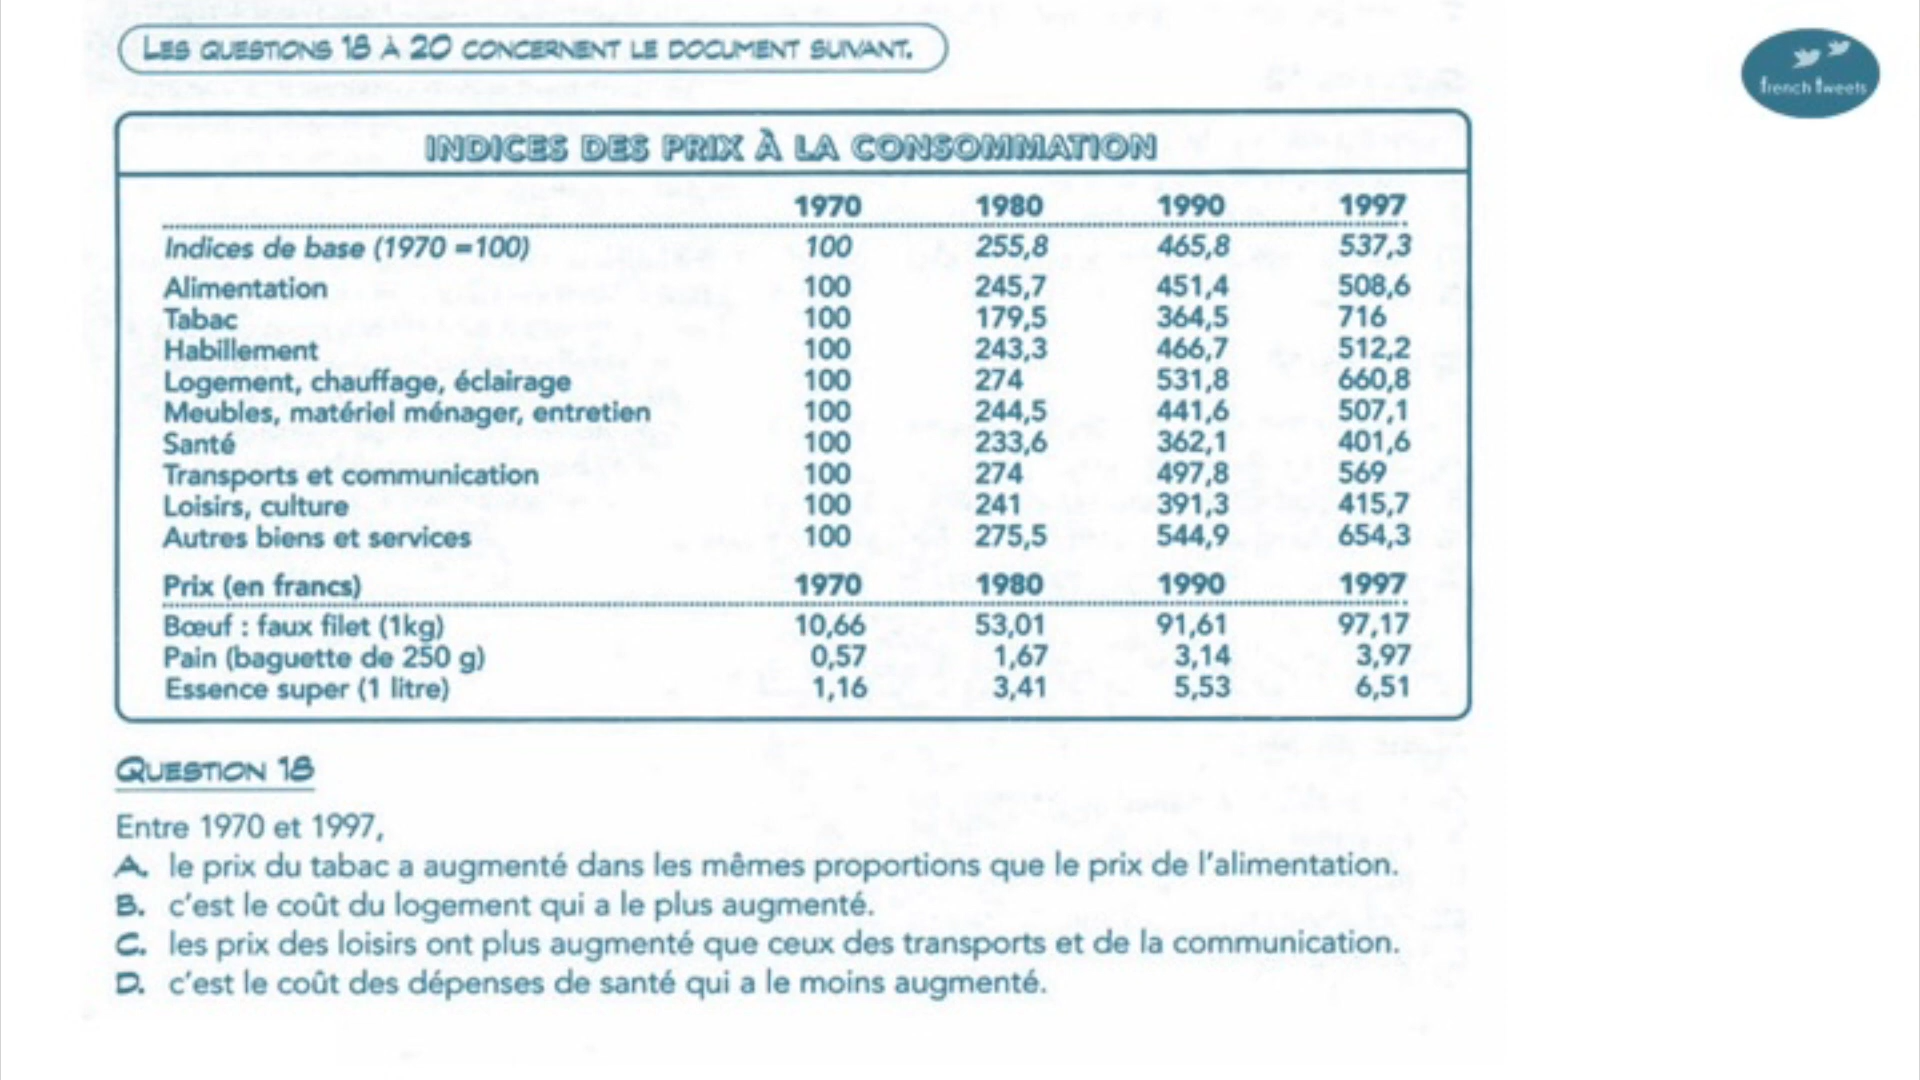 LES QUESTIONS 18 À 20 CONCERNENT LE DOCUMENT SUIVANT.
french tweets
INDICES DES PRIX À LA CONSOMMATION
1970 1980 1990 1997
Indices de base (1970 =100) 100 255,8 465,8 537,3
Alimentation 100 245,7 451,4 508,6
Tabac 100 179,5 364,5 716
Habillement 100 243,3 466,7 512,2
Logement, chauffage, éclairage 100 274 531,8 660,8
Meubles, matériel ménager, entretien 100 244,5 441,6 507,1
Santé 100 233,6 362,1 401,6
Transports et communication 100 274 497,8 569
Loisirs, culture 100 241 391,3 415,7
Autres biens et services 100 275,5 544,9 654,3
Prix (en francs) 1970 1980 1990 1997
Bœuf : faux filet (1kg) 10,66 53,01 91,61 97,17
Pain (baguette de 250 g) 0,57 1,67 3,14 3,97
Essence super (1 litre) 1,16 3,41 5,53 6,51
QUESTION 18
Entre 1970 et 1997,
A. le prix du tabac a augmenté dans les mêmes proportions que le prix de l'alimentation.
B. c'est le coût du logement qui a le plus augmenté.
C. les prix des loisirs ont plus augmenté que ceux des transports et de la communication.
D. c'est le coût des dépenses de santé qui a le moins augmenté.